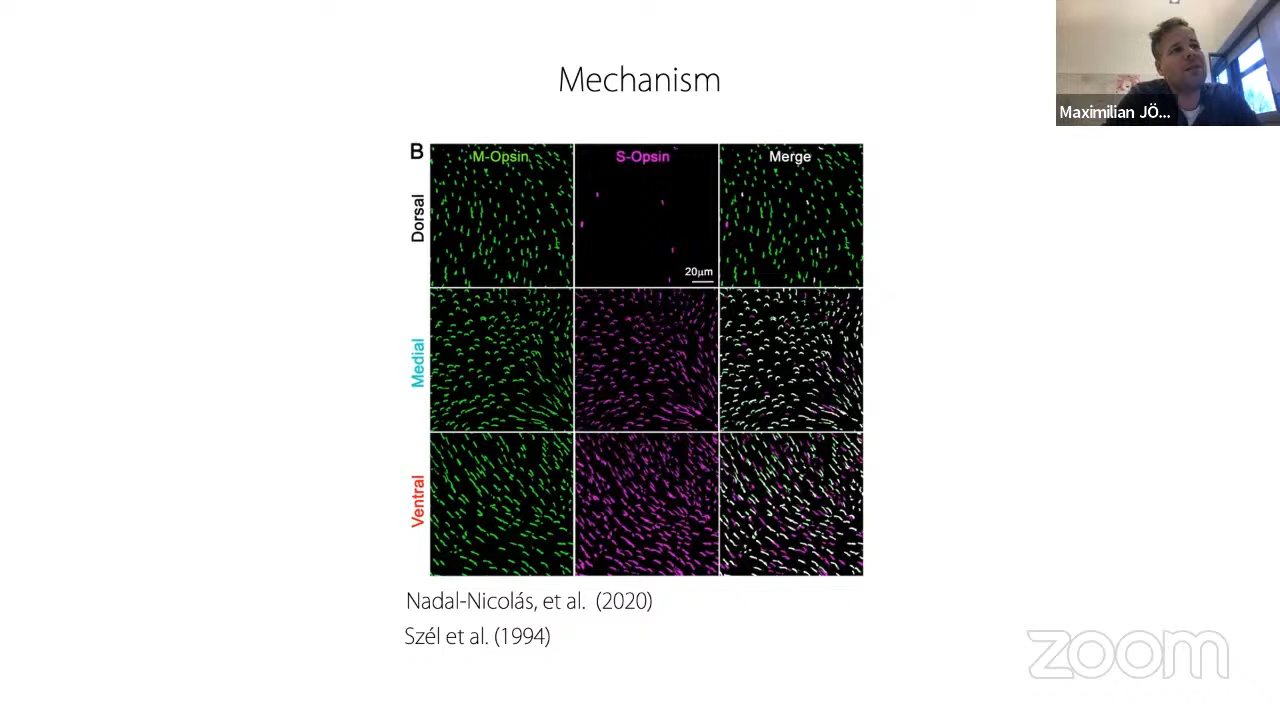 Mechanism
Maximilian JÖ...
B
M-Opsin
S-Opsin
Merge
Dorsal
20μm
Medial
Ventral
Nadal-Nicolás, et al. (2020)
Szél et al. (1994)
zoom